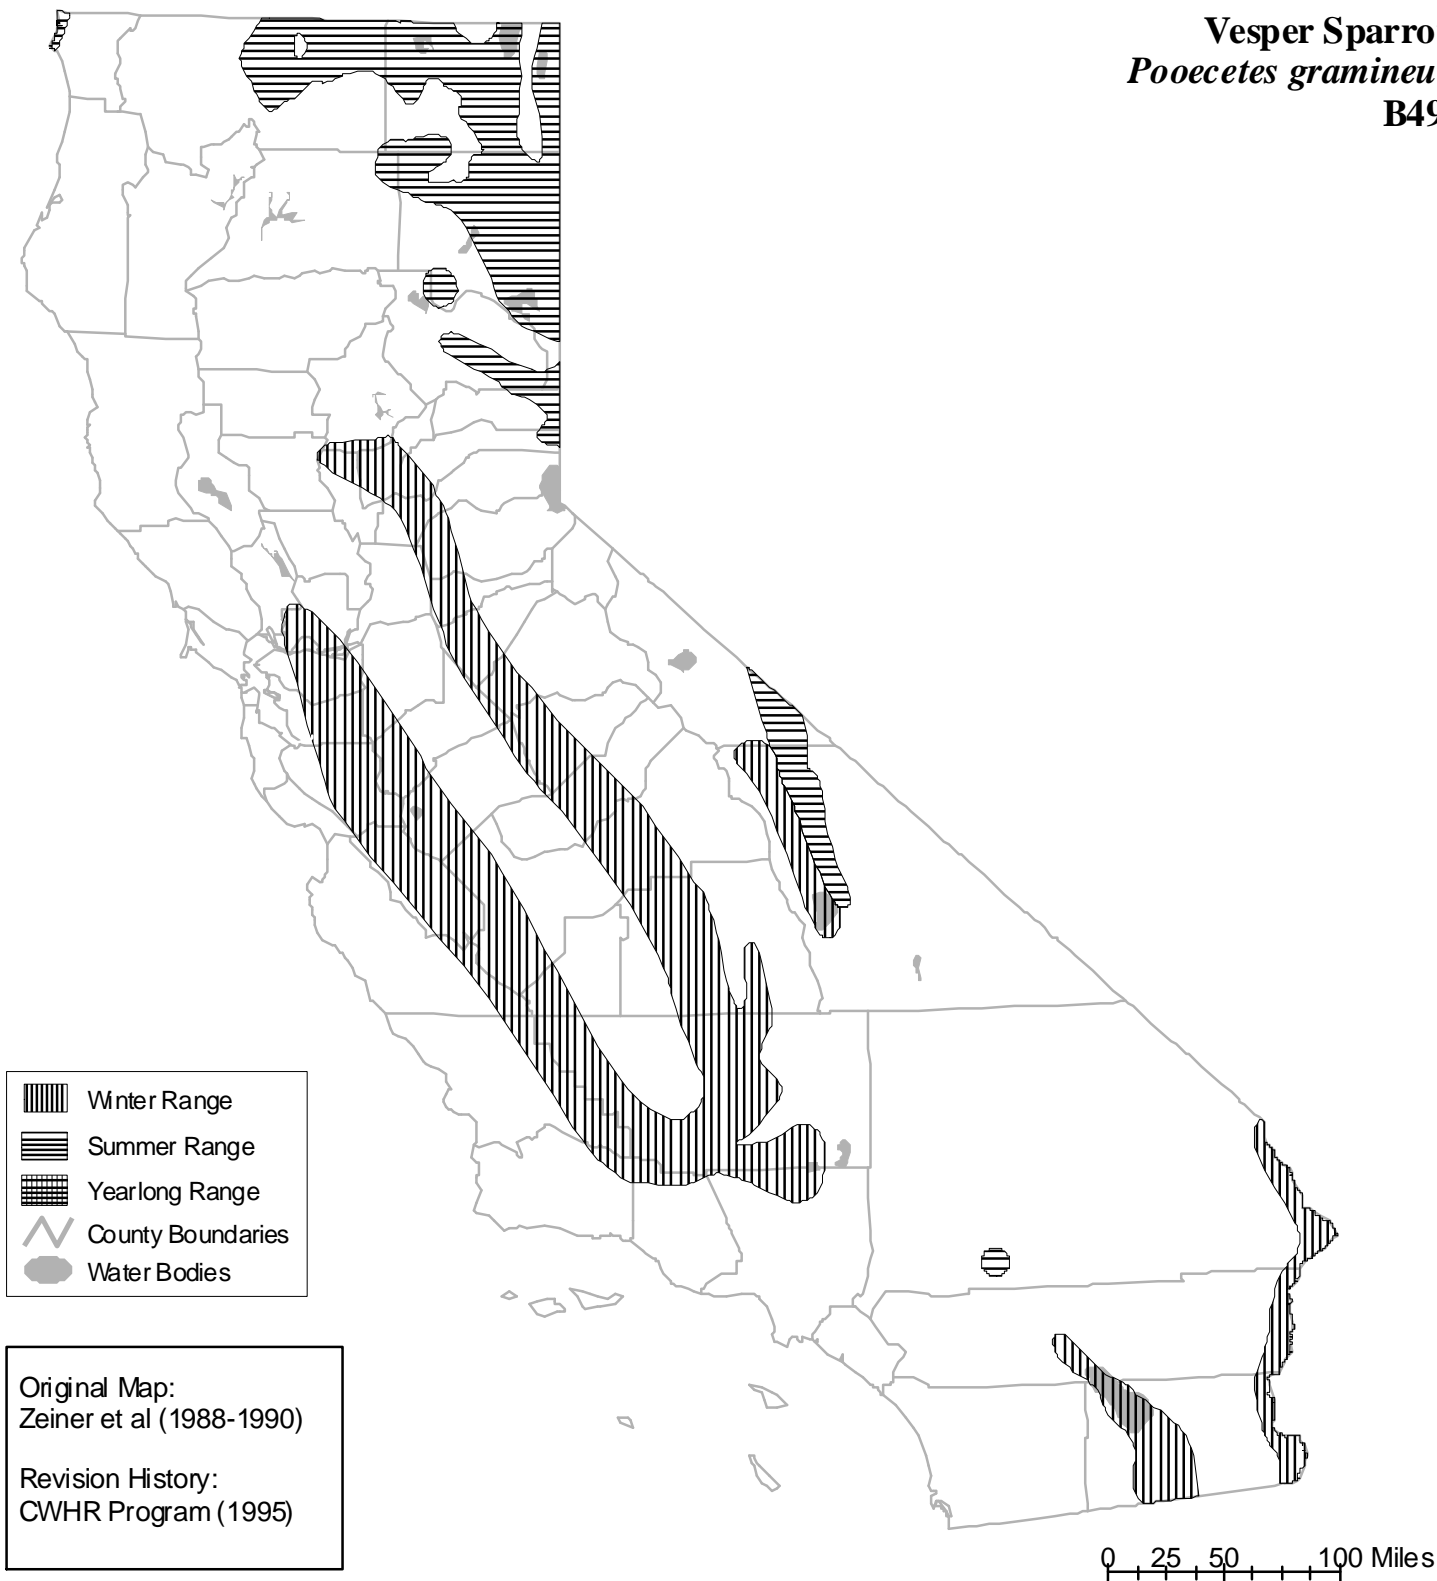 Vesper Sparro
Pooecetes gramineu
B49
Winter Range
Summer Range
Yearlong Range
County Boundaries
Water Bodies
Original Map:
Zeiner et al (1988-1990)
Revision History:
CWHR Program (1995)
0 25 50 100 Miles